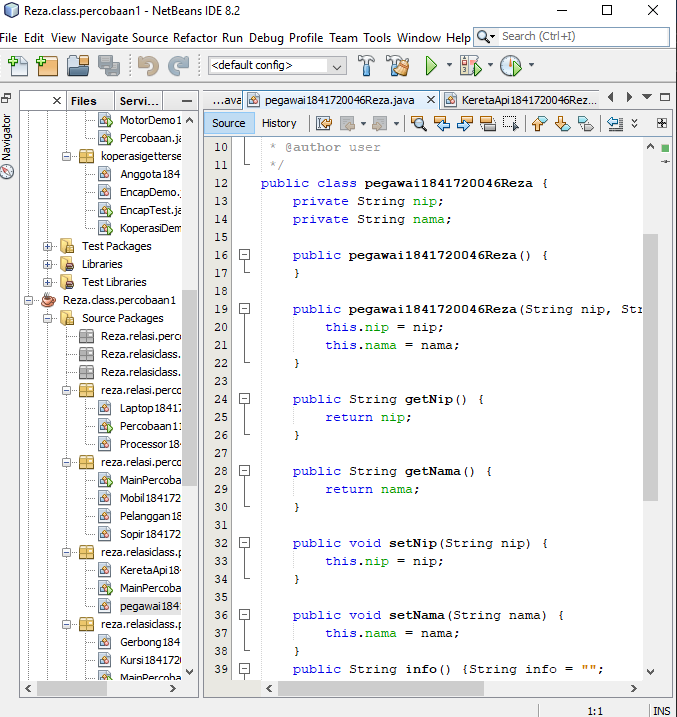 Reza.class.percobaan1 - NetBeans IDE 8.2
File Edit View Navigate Source Refactor Run Debug Profile Team Tools Window Help Search (Ctrl+I)
<default config>
Navigator
Files Servi...
MotorDemo1
Percobaan.ja
koperasigetterse
Anggota184
EncapDemo.
EncapTest.ja
KoperasiDem
Test Packages
Libraries
Test Libraries
Reza.class.percobaan1
Source Packages
Reza.relasi.perco
Reza.relasiclass.
Reza.relasiclass.
reza.relasi.perco
Laptop1841
Percobaan11
Processor184
reza.relasi.perco
MainPercoba
Mobil184172
Pelanggan18
Sopir184172
reza.relasiclass.p
KeretaApi18
MainPercoba
pegawai184
reza.relasiclass.p
Gerbong184
Kursi184172
MainPercoba
...ava pegawai1841720046Reza.java KeretaApi1841720046Rez...
Source History
10 * @author user
11 */
12 public class pegawai1841720046Reza {
13 private String nip;
14 private String nama;
15
16 public pegawai1841720046Reza() {
17 }
18
19 public pegawai1841720046Reza(String nip, Str
20 this.nip = nip;
21 this.nama = nama;
22 }
23
24 public String getNip() {
25 return nip;
26 }
27
28 public String getNama() {
29 return nama;
30 }
31
32 public void setNip(String nip) {
33 this.nip = nip;
34 }
35
36 public void setNama(String nama) {
37 this.nama = nama;
38 }
39 public String info() {String info = "";
1:1 INS